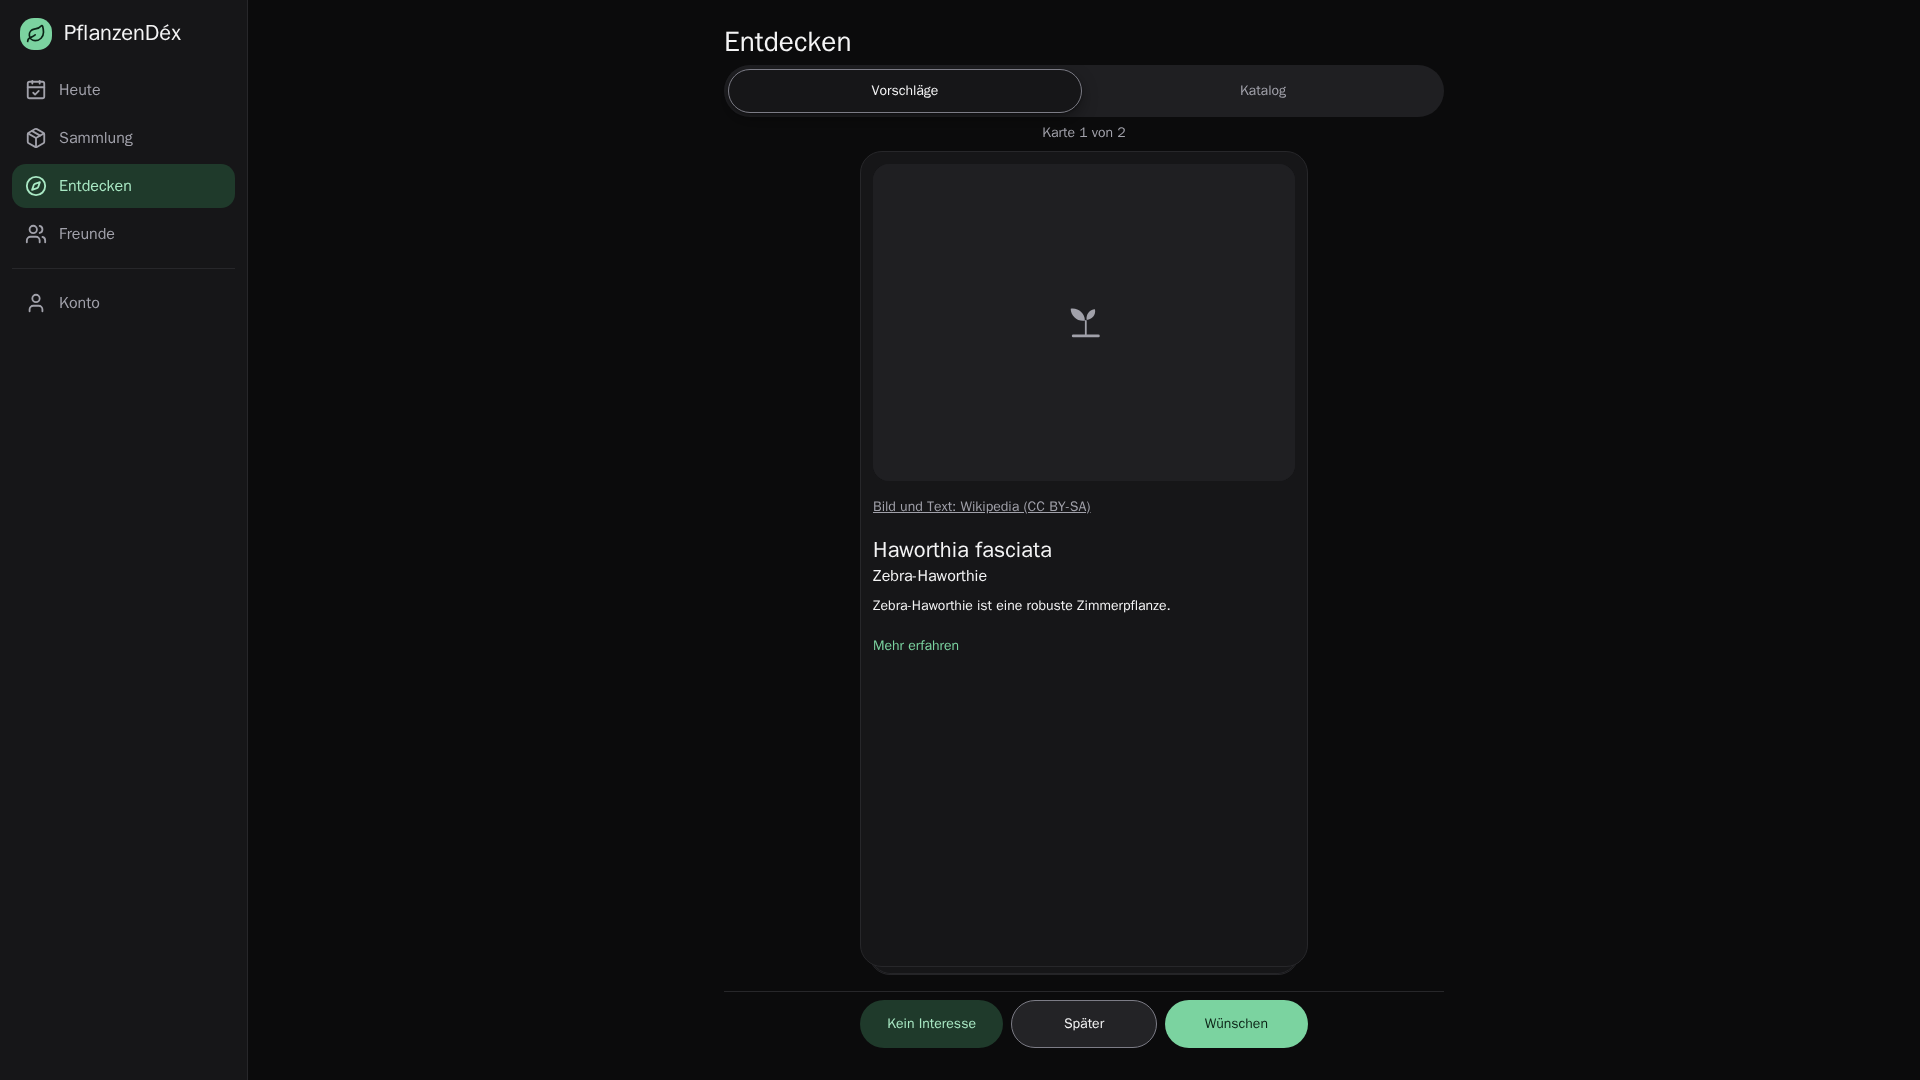 PflanzenDéx
Heute
Sammlung
Entdecken
Freunde
Konto
Entdecken
Vorschläge
Katalog
Karte 1 von 2
Bild und Text: Wikipedia (CC BY-SA)
Haworthia fasciata
Zebra-Haworthie
Zebra-Haworthie ist eine robuste Zimmerpflanze.
Mehr erfahren
Kein Interesse
Später
Wünschen